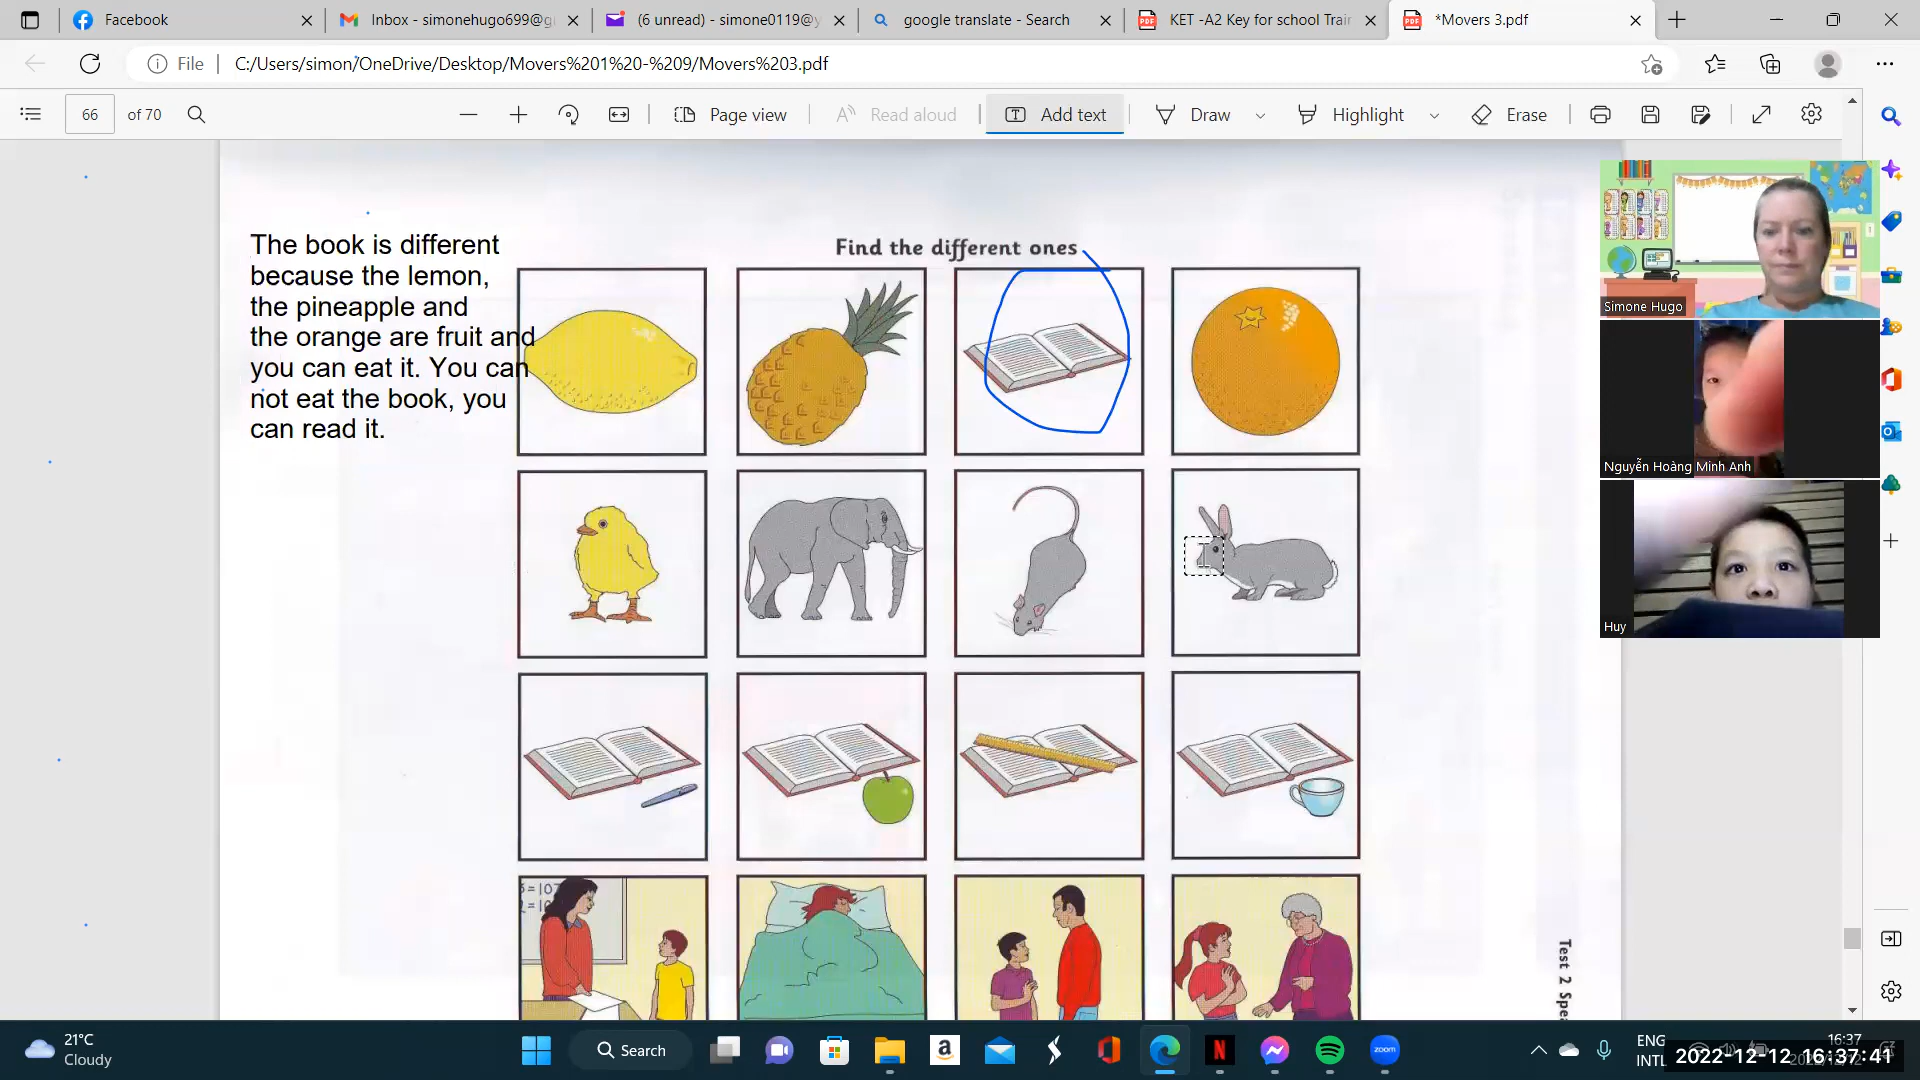 Facebook
Inbox - simonehugo699@g
(6 unread) - simone0119@y
google translate - Search
KET -A2 Key for school Trai
*Movers 3.pdf
File
C:/Users/simon/OneDrive/Desktop/Movers%201%20-%209/Movers%203.pdf
66 of 70
Page view
Read aloud
Add text
Draw
Highlight
Erase
The book is different
because the lemon,
the pineapple and
the orange are fruit and
you can eat it. You can
not eat the book, you
can read it.
Find the different ones
Simone Hugo
Nguyễn Hoàng Minh Anh
Huy
Test 2 Spea
21°C
Cloudy
Search
zoom
ENG
INTL
16:37
2022-12-12 16:37:41